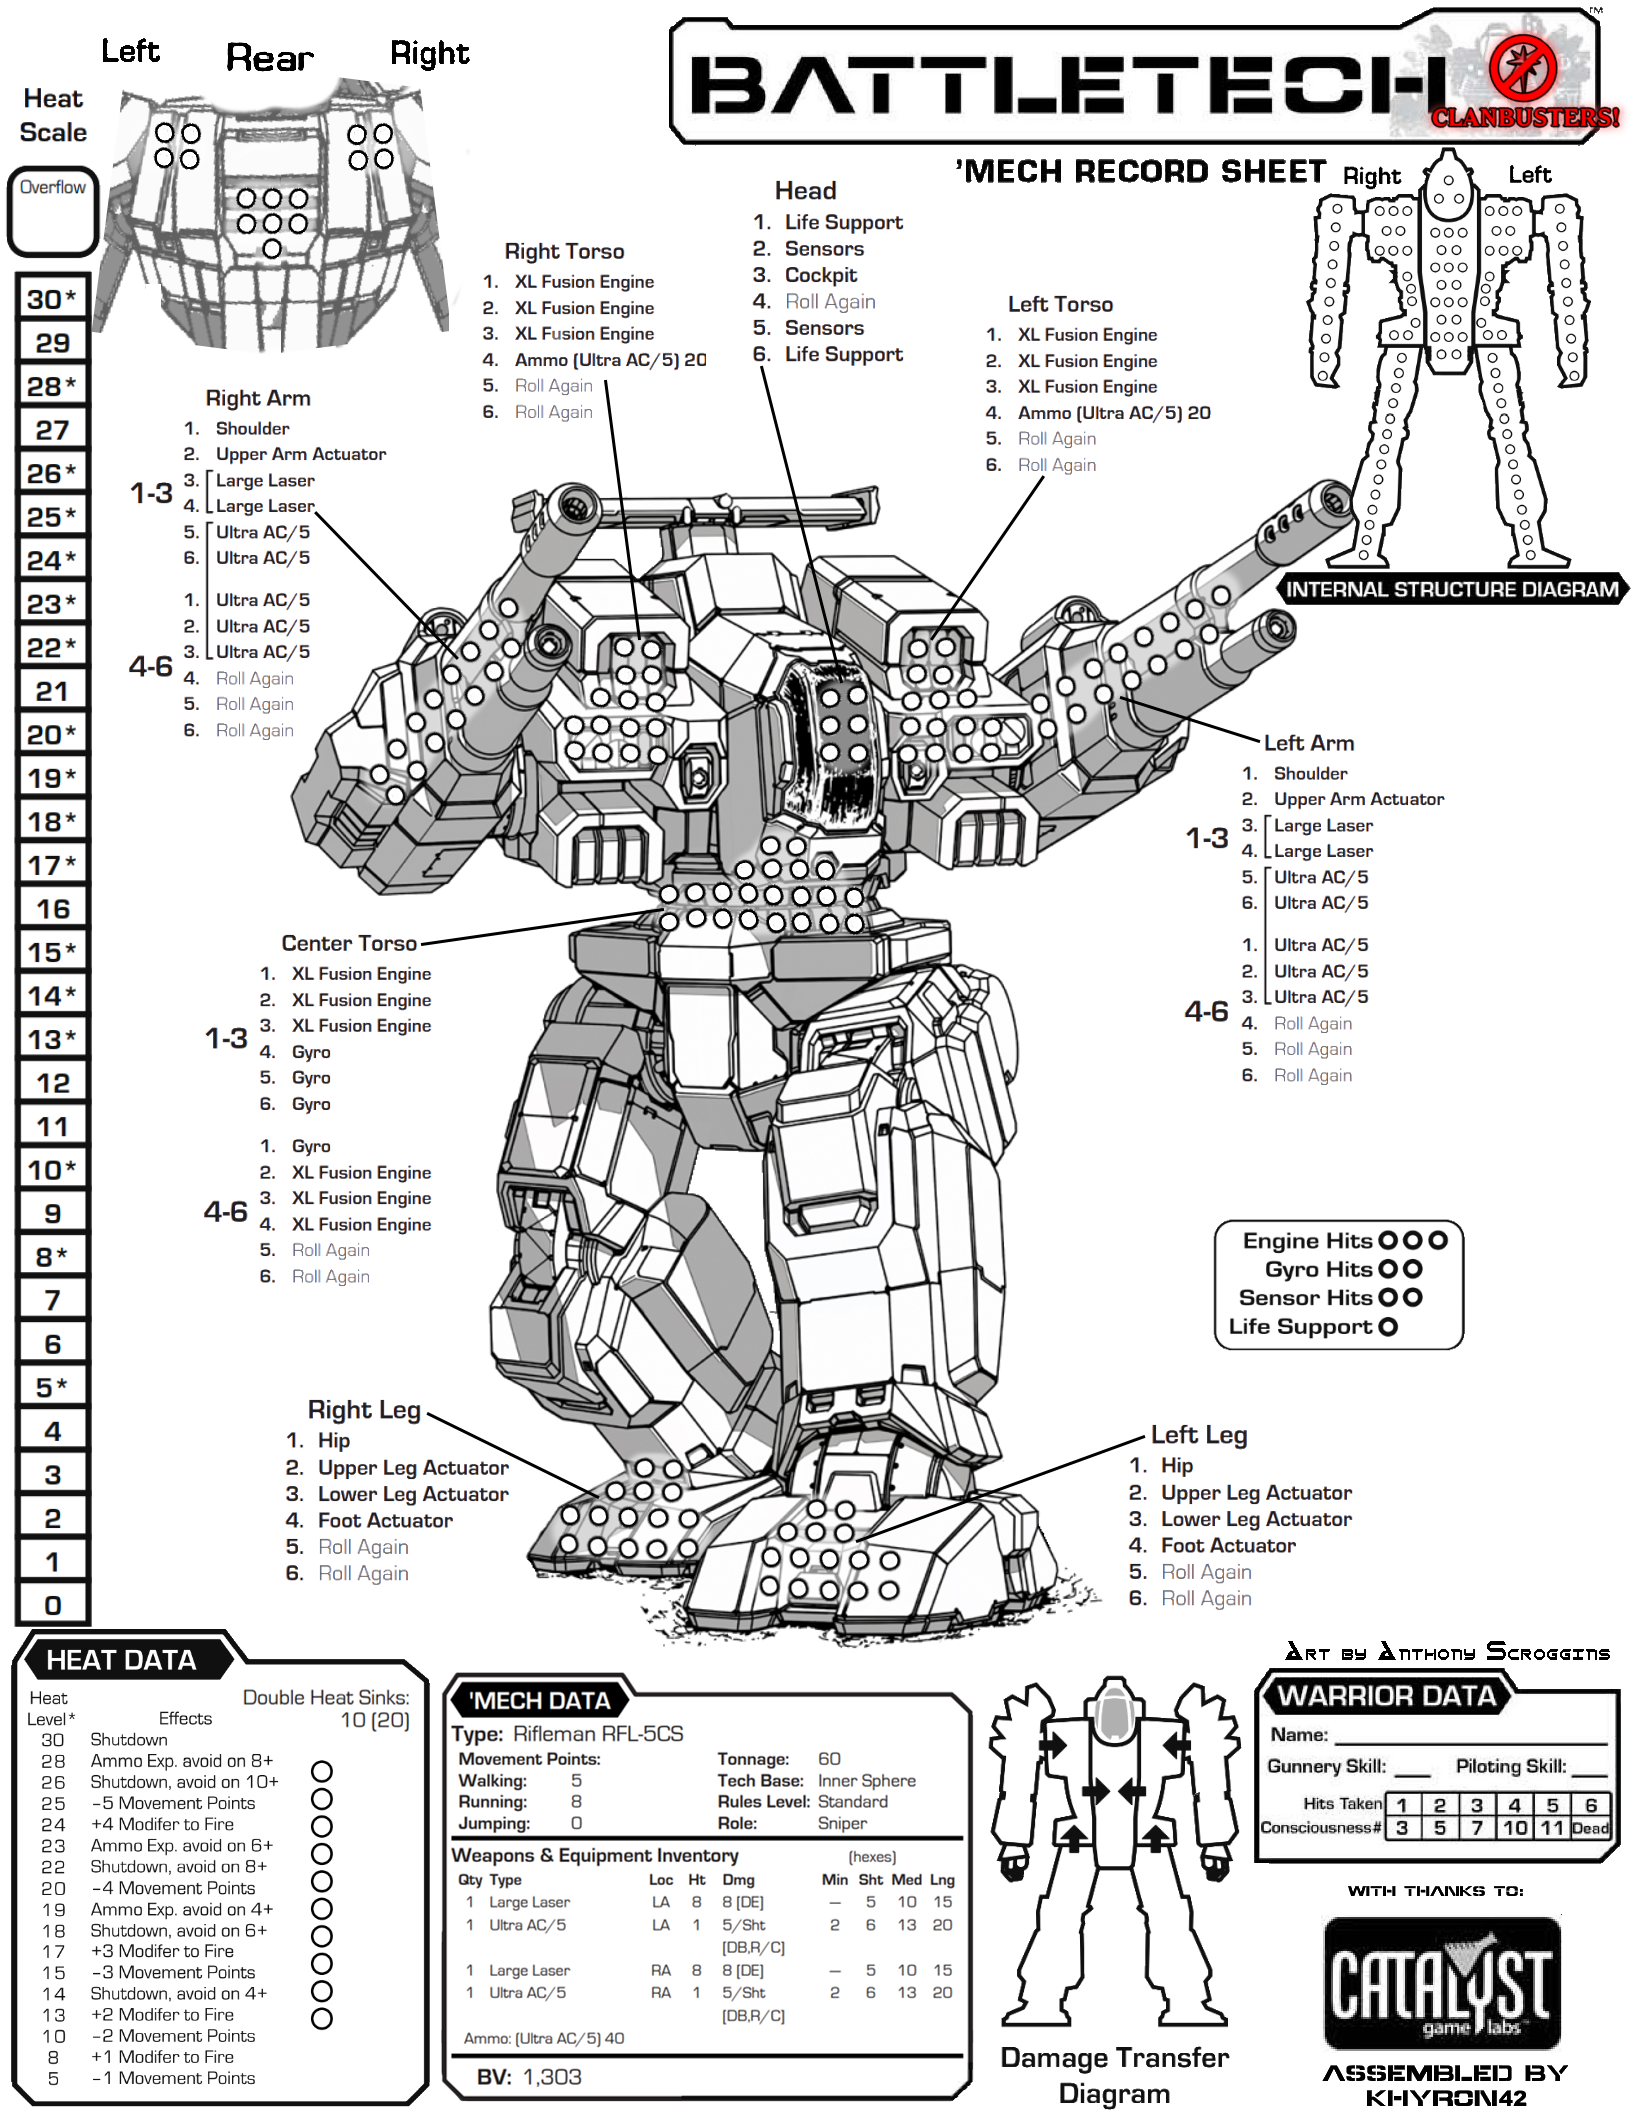 Left Rear Right
BATTLETECH
™
CLANBUSTERS!
'MECH RECORD SHEET
Right Left
INTERNAL STRUCTURE DIAGRAM
Heat
Scale
Overflow
30*
29
28*
27
26*
25*
24*
23*
22*
21
20*
19*
18*
17*
16
15*
14*
13*
12
11
10*
9
8*
7
6
5*
4
3
2
1
0
Head
1. Life Support
2. Sensors
3. Cockpit
4. Roll Again
5. Sensors
6. Life Support
Right Torso
1. XL Fusion Engine
2. XL Fusion Engine
3. XL Fusion Engine
4. Ammo (Ultra AC/5) 20
5. Roll Again
6. Roll Again
Left Torso
1. XL Fusion Engine
2. XL Fusion Engine
3. XL Fusion Engine
4. Ammo (Ultra AC/5) 20
5. Roll Again
6. Roll Again
Right Arm
1. Shoulder
2. Upper Arm Actuator
1-3
3. Large Laser
4. Large Laser
5. Ultra AC/5
6. Ultra AC/5
1. Ultra AC/5
2. Ultra AC/5
3. Ultra AC/5
4-6
4. Roll Again
5. Roll Again
6. Roll Again
Left Arm
1. Shoulder
2. Upper Arm Actuator
1-3
3. Large Laser
4. Large Laser
5. Ultra AC/5
6. Ultra AC/5
1. Ultra AC/5
2. Ultra AC/5
3. Ultra AC/5
4-6
4. Roll Again
5. Roll Again
6. Roll Again
Center Torso
1. XL Fusion Engine
2. XL Fusion Engine
3. XL Fusion Engine
1-3
4. Gyro
5. Gyro
6. Gyro
1. Gyro
2. XL Fusion Engine
3. XL Fusion Engine
4-6
4. XL Fusion Engine
5. Roll Again
6. Roll Again
Engine Hits
Gyro Hits
Sensor Hits
Life Support
Right Leg
1. Hip
2. Upper Leg Actuator
3. Lower Leg Actuator
4. Foot Actuator
5. Roll Again
6. Roll Again
Left Leg
1. Hip
2. Upper Leg Actuator
3. Lower Leg Actuator
4. Foot Actuator
5. Roll Again
6. Roll Again
HEAT DATA
Heat Double Heat Sinks:
Level* Effects 10 (20)
30 Shutdown
28 Ammo Exp. avoid on 8+
26 Shutdown, avoid on 10+
25 -5 Movement Points
24 +4 Modifer to Fire
23 Ammo Exp. avoid on 6+
22 Shutdown, avoid on 8+
20 -4 Movement Points
19 Ammo Exp. avoid on 4+
18 Shutdown, avoid on 6+
17 +3 Modifer to Fire
15 -3 Movement Points
14 Shutdown, avoid on 4+
13 +2 Modifer to Fire
10 -2 Movement Points
8 +1 Modifer to Fire
5 -1 Movement Points
'MECH DATA
Type: Rifleman RFL-5CS
Movement Points: Tonnage: 60
Walking: 5 Tech Base: Inner Sphere
Running: 8 Rules Level: Standard
Jumping: 0 Role: Sniper
Weapons & Equipment Inventory (hexes)
Qty Type Loc Ht Dmg Min Sht Med Lng
1 Large Laser LA 8 8 [DE] — 5 10 15
1 Ultra AC/5 LA 1 5/Sht 2 6 13 20
[DB,R/C]
1 Large Laser RA 8 8 [DE] — 5 10 15
1 Ultra AC/5 RA 1 5/Sht 2 6 13 20
[DB,R/C]
Ammo: (Ultra AC/5) 40
BV: 1,303
Damage Transfer
Diagram
Art by Anthony Scroggins
WARRIOR DATA
Name:
Gunnery Skill: Piloting Skill:
Hits Taken 1 2 3 4 5 6
Consciousness# 3 5 7 10 11 Dead
WITH THANKS TO:
CATALYST
game labs™
ASSEMBLED BY
KHYRON42